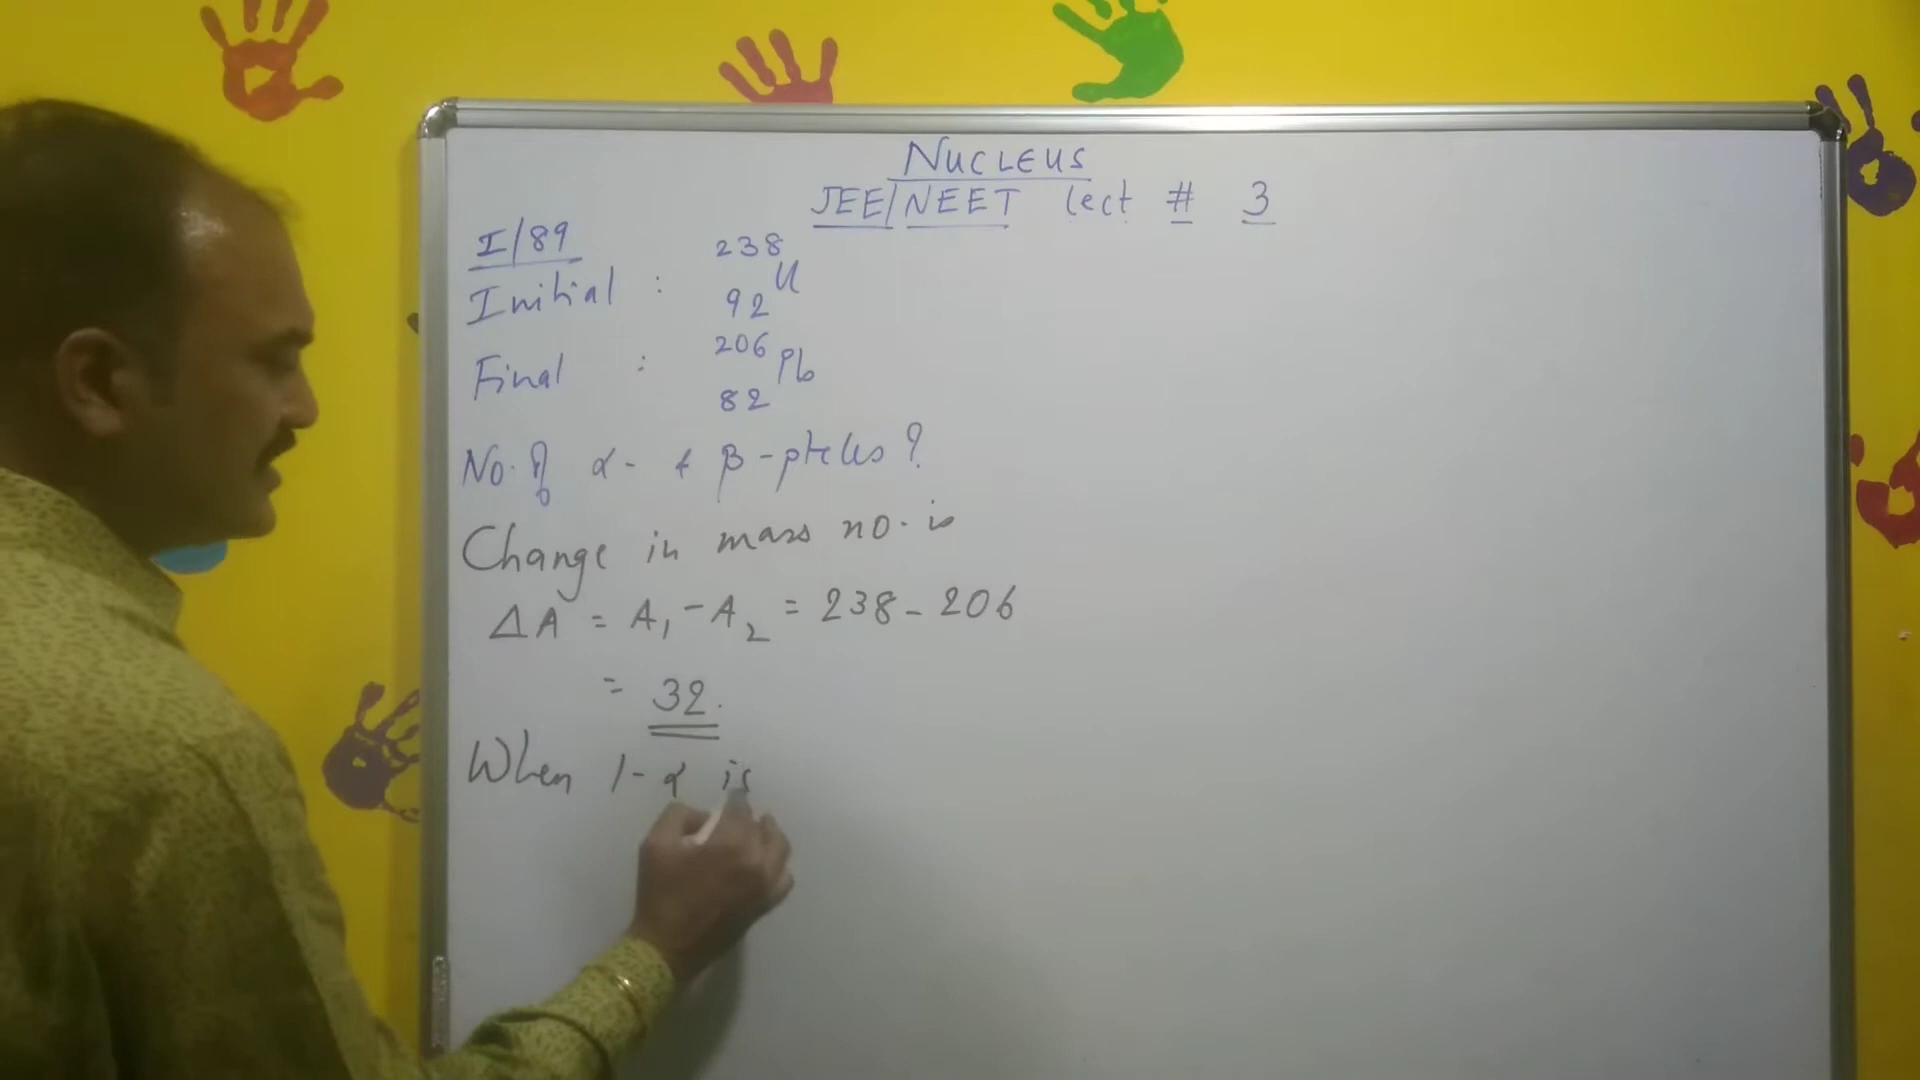 NUCLEUS
JEE/NEET lect # 3
I/89
Initial : 238 92 U
Final : 206 82 Pb
No. of α- + β-ptcles?
Change in mass no. is
ΔA = A₁ - A₂ = 238 - 206
= 32.
When 1-α is